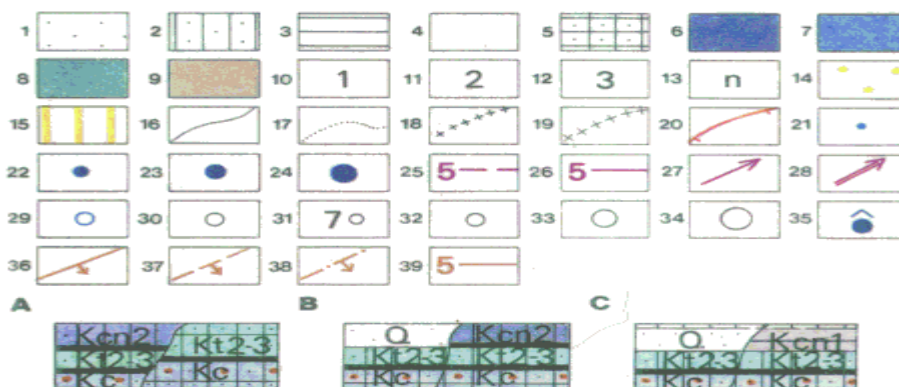 1 2 3 4 5 6 7
8 9 10 1 11 2 12 3 13 n 14
15 16 17 18 19 20 21
22 23 24 25 5 26 5 27 28
29 30 31 7 32 33 34 35
36 37 38 39 5
A B C
Kcn2 Kt2-3 Q Kcn2 Q Kcn1
Kt2-3 Kt2-3 Kt2-3 Kt2-3 Kt2-3
Kc Kc Kc Kc Kc Kc